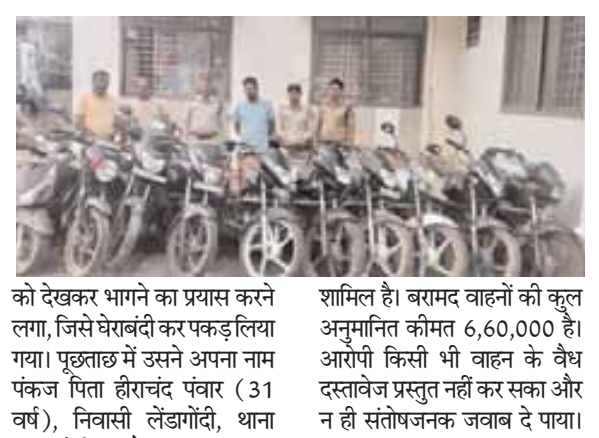 को देखकर भागने का प्रयास करने
लगा, जिसे घेराबंदी कर पकड़ लिया
गया। पूछताछ में उसने अपना नाम
पंकज पिता हीराचंद पंवार (31
वर्ष), निवासी लेंडागोंदी, थाना
शामिल है। बरामद वाहनों की कुल
अनुमानित कीमत 6,60,000 है।
आरोपी किसी भी वाहन के वैध
दस्तावेज प्रस्तुत नहीं कर सका और
न ही संतोषजनक जवाब दे पाया।